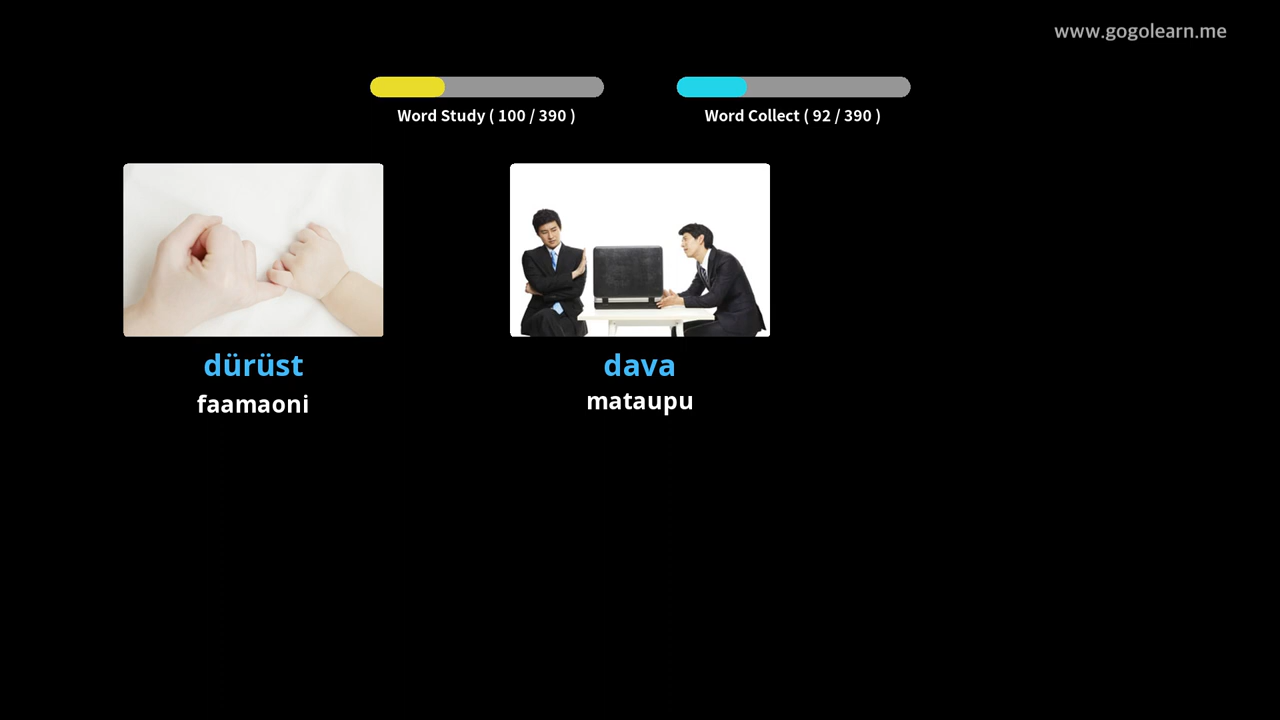 www.gogolearn.me
Word Study ( 100 / 390 )
Word Collect ( 92 / 390 )
dürüst
faamaoni
dava
mataupu